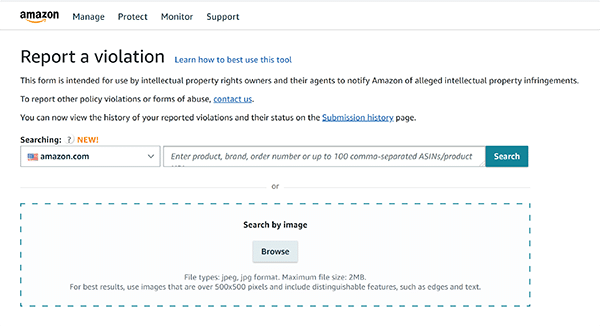 amazon Manage Protect Monitor Support
Report a violation Learn how to best use this tool
This form is intended for use by intellectual property rights owners and their agents to notify Amazon of alleged intellectual property infringements.
To report other policy violations or forms of abuse, contact us.
You can now view the history of your reported violations and their status on the Submission history page.
Searching: ? NEW!
amazon.com Enter product, brand, order number or up to 100 comma-separated ASINs/product Search
or
Search by image
Browse
File types: jpeg, jpg format. Maximum file size: 2MB.
For best results, use images that are over 500x500 pixels and include distinguishable features, such as edges and text.